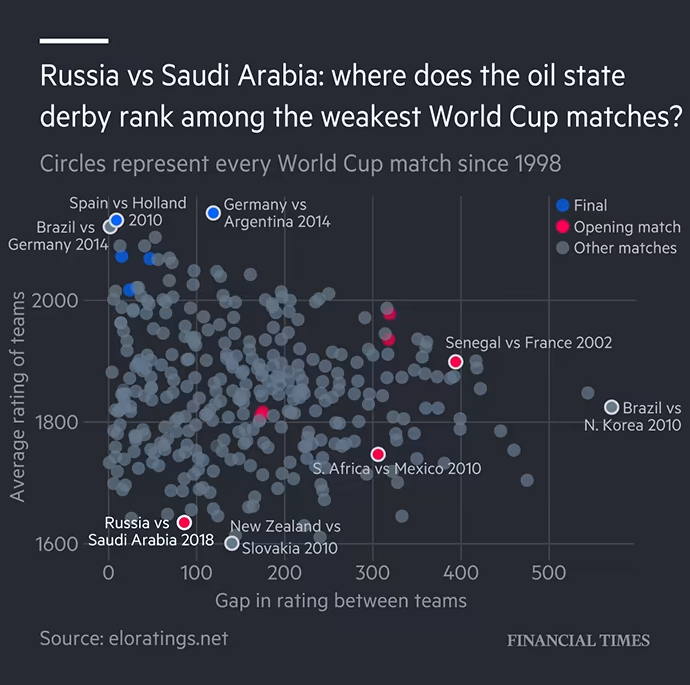 Russia vs Saudi Arabia: where does the oil state
derby rank among the weakest World Cup matches?
Circles represent every World Cup match since 1998
Spain vs Holland
2010
Brazil vs
Germany 2014
Germany vs
Argentina 2014
Final
Opening match
Other matches
Average rating of teams
2000
1800
1600
Senegal vs France 2002
Brazil vs
N. Korea 2010
S. Africa vs Mexico 2010
Russia vs
Saudi Arabia 2018
New Zealand vs
Slovakia 2010
0 100 200 300 400 500
Gap in rating between teams
Source: eloratings.net
FINANCIAL TIMES